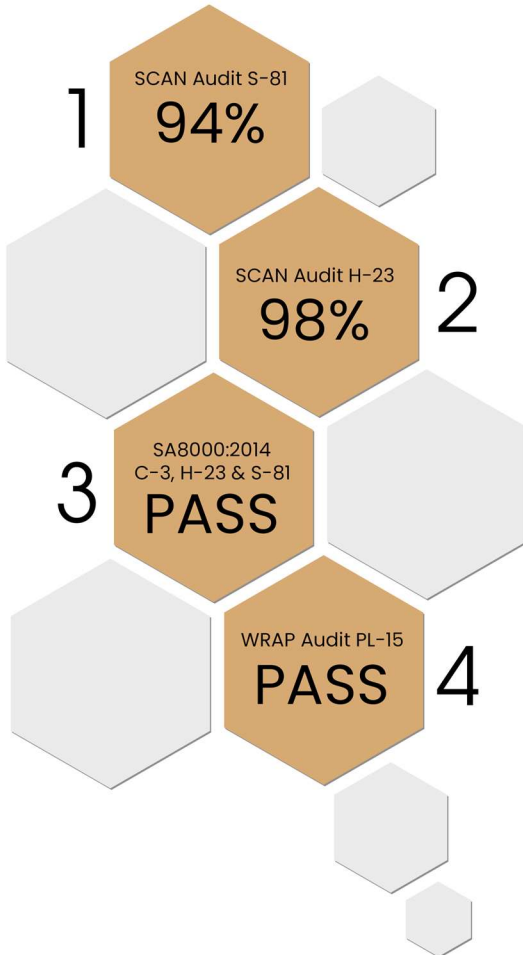 1
SCAN Audit S-81
94%
SCAN Audit H-23
98%
2
3
SA8000:2014
C-3, H-23 & S-81
PASS
WRAP Audit PL-15
PASS
4